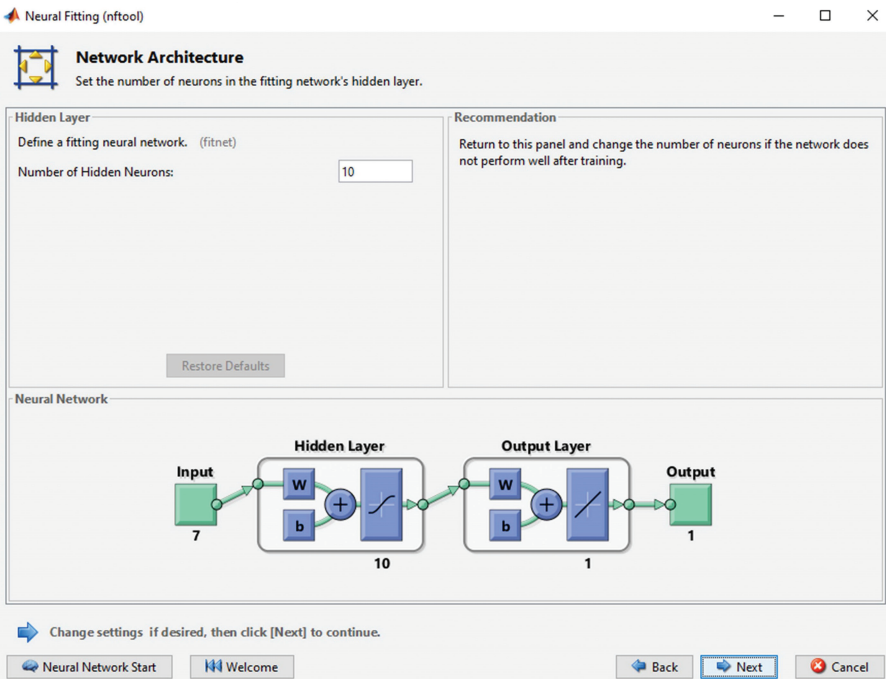 Neural Fitting (nftool)
Network Architecture
Set the number of neurons in the fitting network's hidden layer.
Hidden Layer
Define a fitting neural network. (fitnet)
Number of Hidden Neurons: 10
Restore Defaults
Recommendation
Return to this panel and change the number of neurons if the network does
not perform well after training.
Neural Network
Hidden Layer
Output Layer
Input
Output
W
b
+
W
b
+
7
10
1
1
Change settings if desired, then click [Next] to continue.
Neural Network Start
Welcome
Back
Next
Cancel